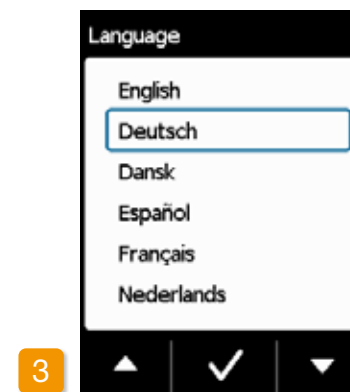 Language
English
Deutsch
Dansk
Español
Français
Nederlands
3